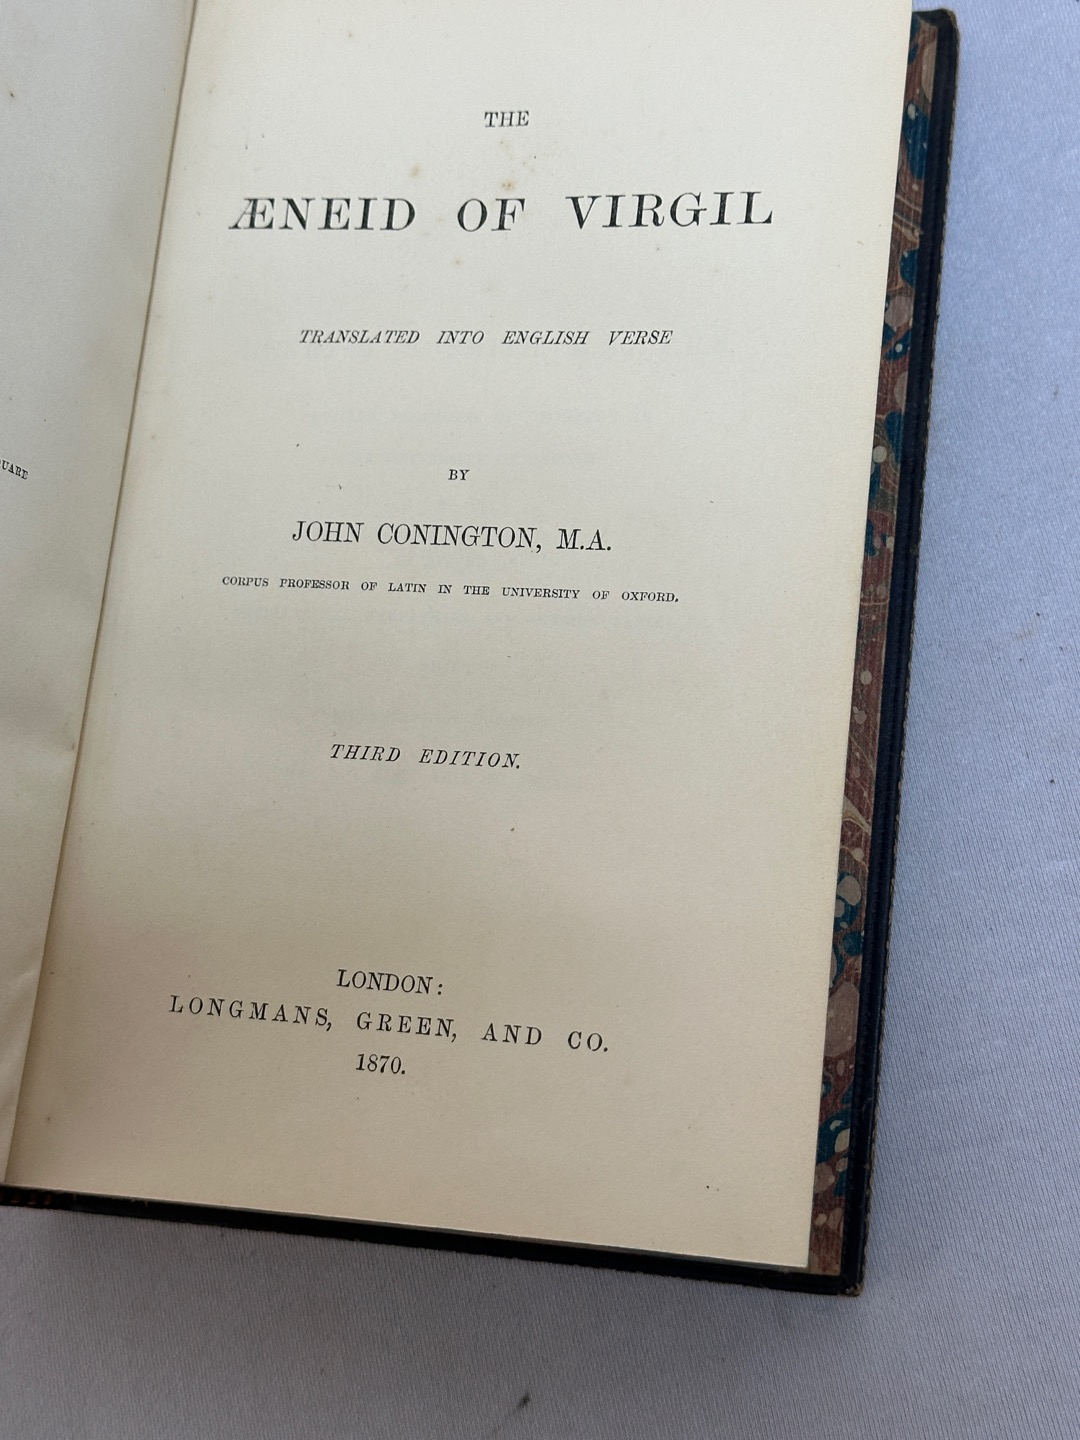 UARE
THE
ÆNEID OF VIRGIL
TRANSLATED INTO ENGLISH VERSE
BY
JOHN CONINGTON, M.A.
CORPUS PROFESSOR OF LATIN IN THE UNIVERSITY OF OXFORD.
THIRD EDITION.
LONDON:
LONGMANS, GREEN, AND CO.
1870.